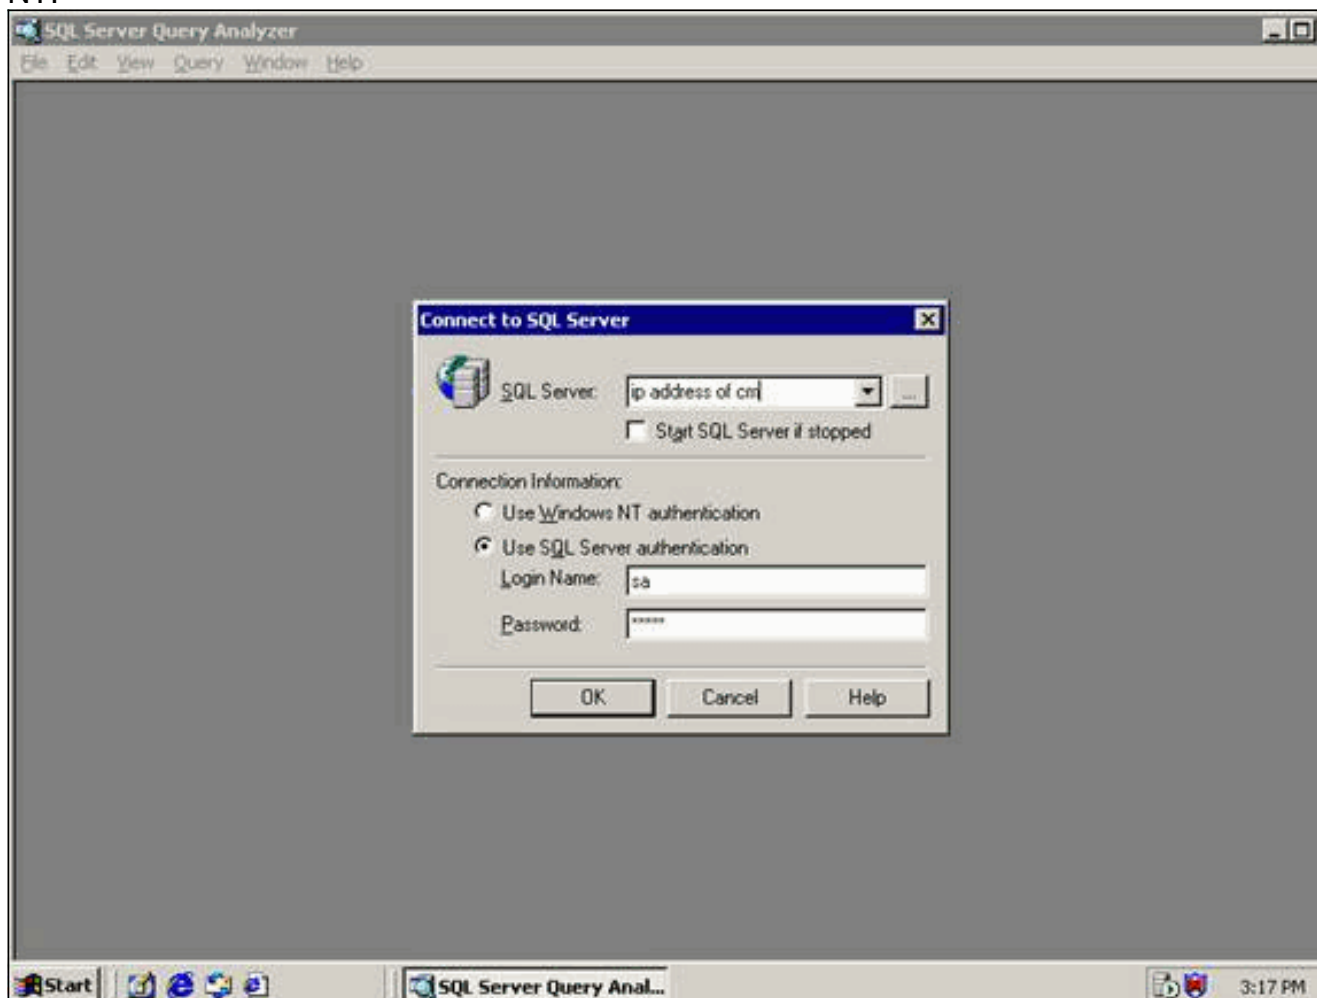 NT.
SQL Server Query Analyzer
File Edit View Query Window Help
Connect to SQL Server
SQL Server: ip address of cm ...
Start SQL Server if stopped
Connection Information:
Use Windows NT authentication
Use SQL Server authentication
Login Name: sa
Password: *****
OK Cancel Help
Start SQL Server Query Anal... 3:17 PM